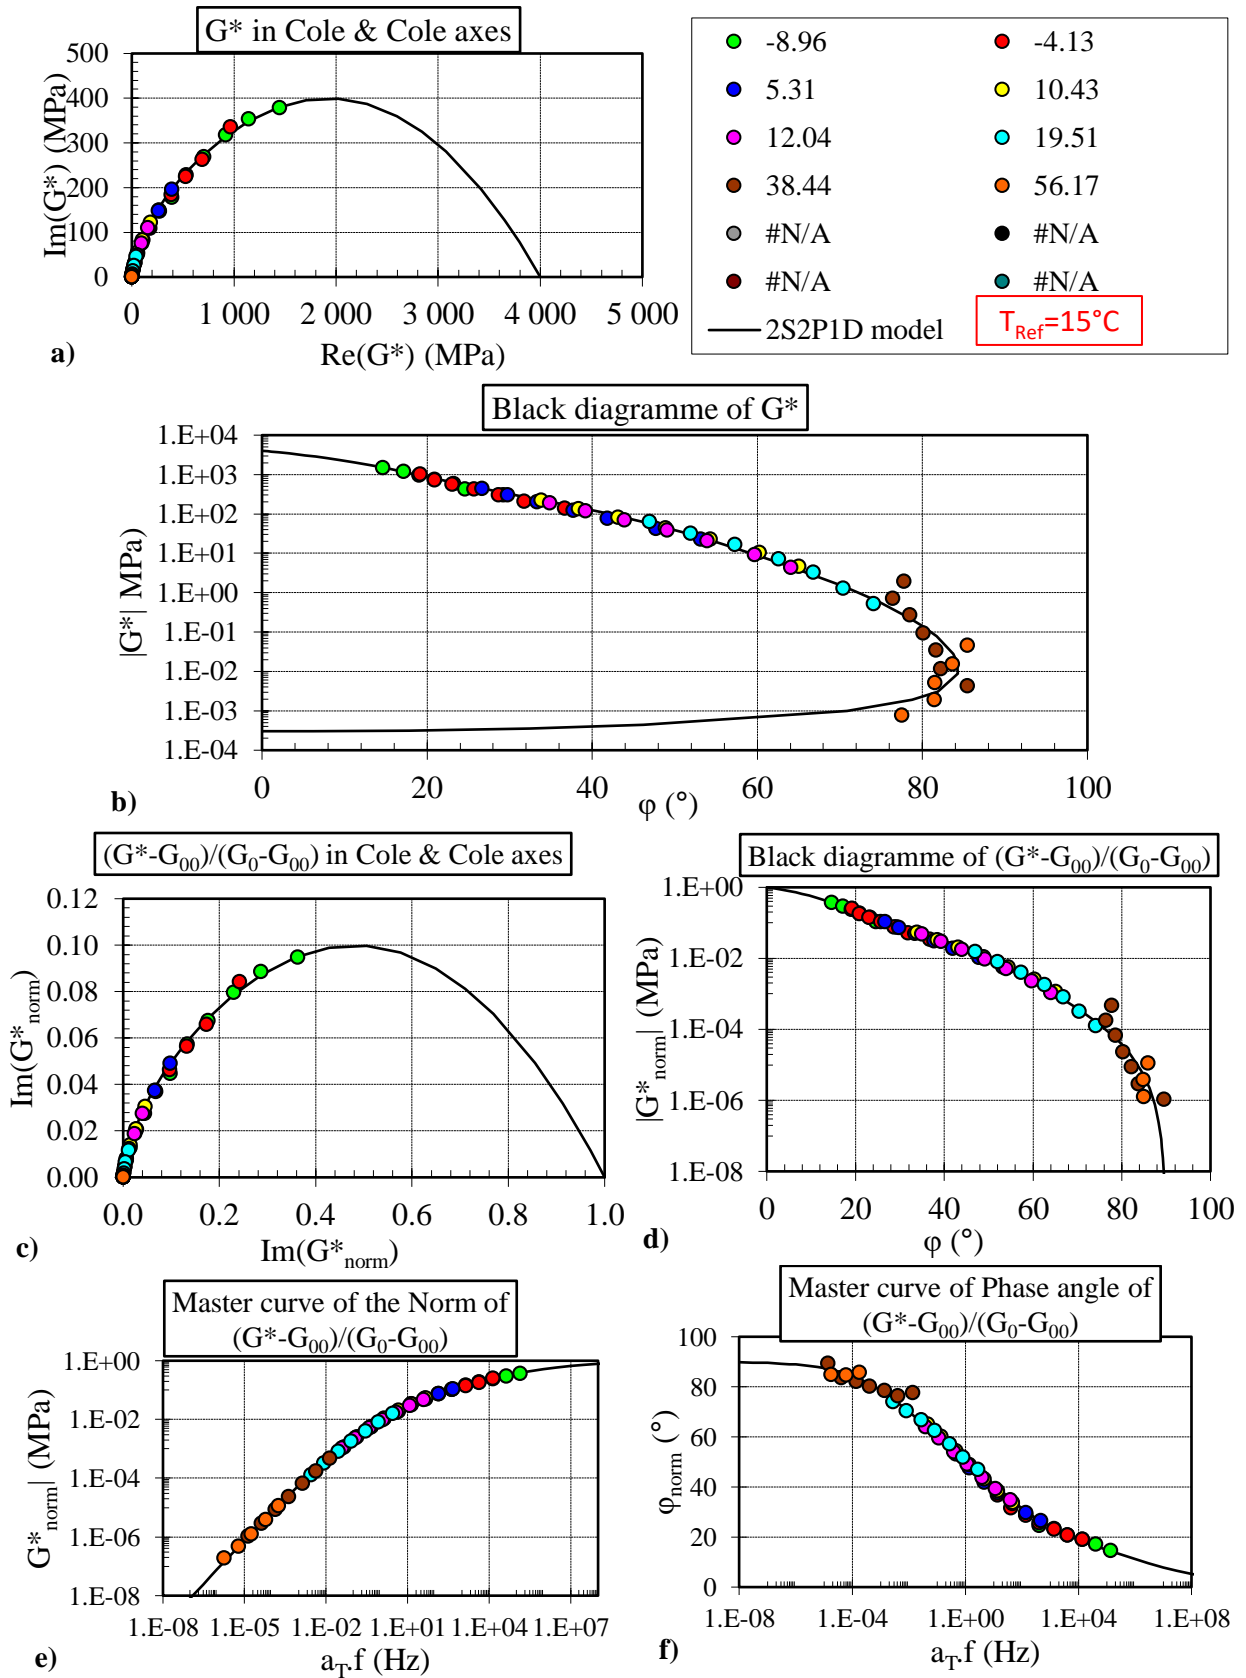 G* in Cole & Cole axes
500
400
300
200
100
0
Im(G*) (MPa)
0 1 000 2 000 3 000 4 000 5 000
Re(G*) (MPa)
a)
-8.96 -4.13
5.31 10.43
12.04 19.51
38.44 56.17
#N/A #N/A
#N/A #N/A
2S2P1D model
T_Ref=15°C
Black diagramme of G*
1.E+04
1.E+03
1.E+02
1.E+01
1.E+00
1.E-01
1.E-02
1.E-03
1.E-04
|G*| MPa)
0 20 40 60 80 100
φ (°)
b)
(G*-G₀₀)/(G₀-G₀₀) in Cole & Cole axes
0.12
0.10
0.08
0.06
0.04
0.02
0.00
Im(G*norm)
0.0 0.2 0.4 0.6 0.8 1.0
Im(G*norm)
c)
Black diagramme of (G*-G₀₀)/(G₀-G₀₀)
1.E+00
1.E-02
1.E-04
1.E-06
1.E-08
|G*norm| (MPa)
0 20 40 60 80 100
φ (°)
d)
Master curve of the Norm of
(G*-G₀₀)/(G₀-G₀₀)
1.E+00
1.E-02
1.E-04
1.E-06
1.E-08
G*norm| (MPa)
1.E-08 1.E-05 1.E-02 1.E+01 1.E+04 1.E+07
a_T.f (Hz)
e)
Master curve of Phase angle of
(G*-G₀₀)/(G₀-G₀₀)
100
80
60
40
20
0
φnorm (°)
1.E-08 1.E-04 1.E+00 1.E+04 1.E+08
a_T.f (Hz)
f)